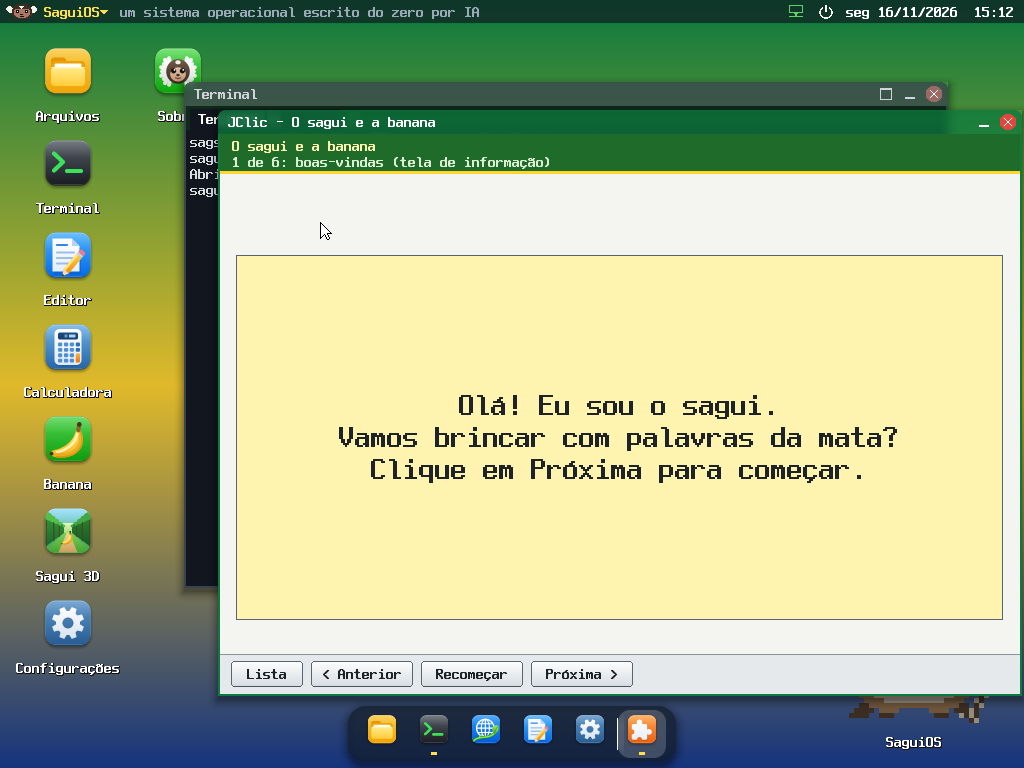 SaguiOS
um sistema operacional escrito do zero por IA
seg 16/11/2026 15:12
Arquivos
Terminal
Editor
Calculadora
Banana
Sagui 3D
Configurações
Terminal
JClic - O sagui e a banana
O sagui e a banana
1 de 6: boas-vindas (tela de informação)
Olá! Eu sou o sagui.
Vamos brincar com palavras da mata?
Clique em Próxima para começar.
Lista
< Anterior
Recomeçar
Próxima >
SaguiOS